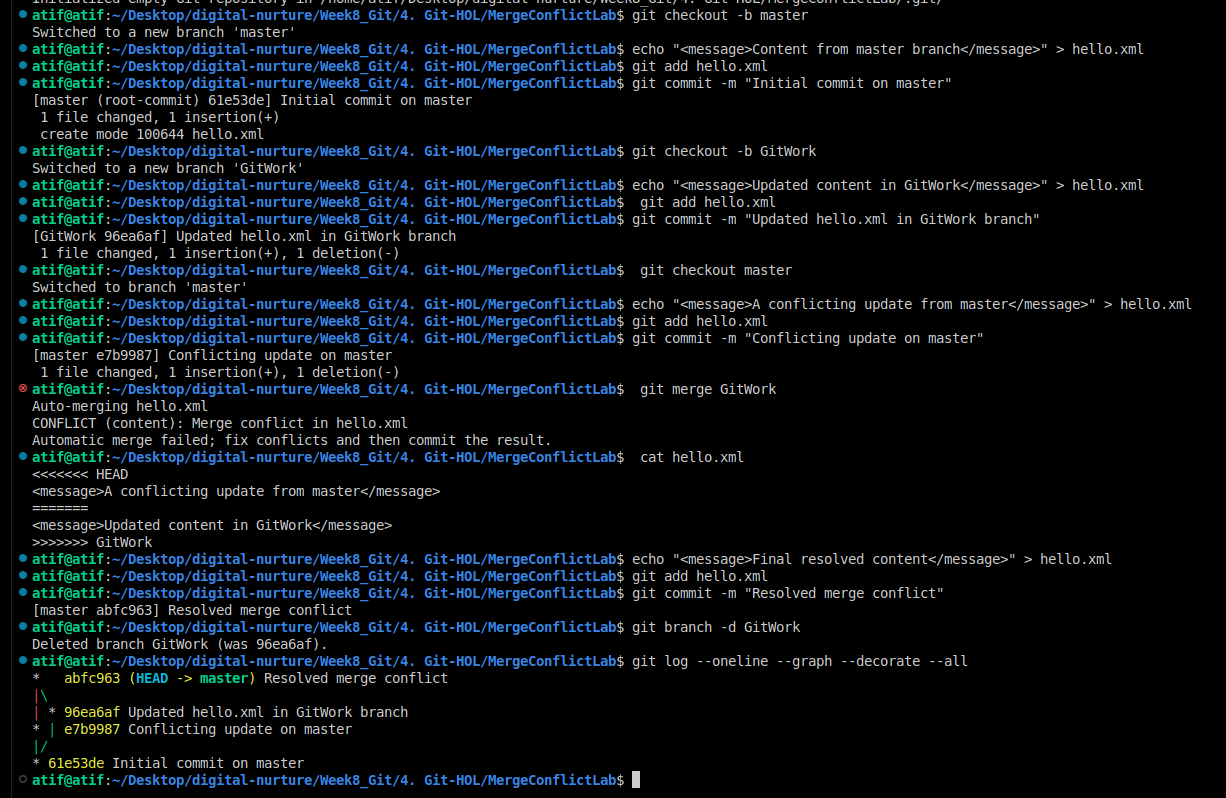 Initialized empty Git repository in /home/atif/Desktop/digital-nurture/Week8_Git/4. Git-HOL/MergeConflictLab/.git/
atif@atif:~/Desktop/digital-nurture/Week8_Git/4. Git-HOL/MergeConflictLab$ git checkout -b master
Switched to a new branch 'master'
atif@atif:~/Desktop/digital-nurture/Week8_Git/4. Git-HOL/MergeConflictLab$ echo "<message>Content from master branch</message>" > hello.xml
atif@atif:~/Desktop/digital-nurture/Week8_Git/4. Git-HOL/MergeConflictLab$ git add hello.xml
atif@atif:~/Desktop/digital-nurture/Week8_Git/4. Git-HOL/MergeConflictLab$ git commit -m "Initial commit on master"
[master (root-commit) 61e53de] Initial commit on master
 1 file changed, 1 insertion(+)
 create mode 100644 hello.xml
atif@atif:~/Desktop/digital-nurture/Week8_Git/4. Git-HOL/MergeConflictLab$ git checkout -b GitWork
Switched to a new branch 'GitWork'
atif@atif:~/Desktop/digital-nurture/Week8_Git/4. Git-HOL/MergeConflictLab$ echo "<message>Updated content in GitWork</message>" > hello.xml
atif@atif:~/Desktop/digital-nurture/Week8_Git/4. Git-HOL/MergeConflictLab$  git add hello.xml
atif@atif:~/Desktop/digital-nurture/Week8_Git/4. Git-HOL/MergeConflictLab$ git commit -m "Updated hello.xml in GitWork branch"
[GitWork 96ea6af] Updated hello.xml in GitWork branch
 1 file changed, 1 insertion(+), 1 deletion(-)
atif@atif:~/Desktop/digital-nurture/Week8_Git/4. Git-HOL/MergeConflictLab$  git checkout master
Switched to branch 'master'
atif@atif:~/Desktop/digital-nurture/Week8_Git/4. Git-HOL/MergeConflictLab$ echo "<message>A conflicting update from master</message>" > hello.xml
atif@atif:~/Desktop/digital-nurture/Week8_Git/4. Git-HOL/MergeConflictLab$ git add hello.xml
atif@atif:~/Desktop/digital-nurture/Week8_Git/4. Git-HOL/MergeConflictLab$ git commit -m "Conflicting update on master"
[master e7b9987] Conflicting update on master
 1 file changed, 1 insertion(+), 1 deletion(-)
atif@atif:~/Desktop/digital-nurture/Week8_Git/4. Git-HOL/MergeConflictLab$  git merge GitWork
Auto-merging hello.xml
CONFLICT (content): Merge conflict in hello.xml
Automatic merge failed; fix conflicts and then commit the result.
atif@atif:~/Desktop/digital-nurture/Week8_Git/4. Git-HOL/MergeConflictLab$  cat hello.xml
<<<<<<< HEAD
<message>A conflicting update from master</message>
=======
<message>Updated content in GitWork</message>
>>>>>>> GitWork
atif@atif:~/Desktop/digital-nurture/Week8_Git/4. Git-HOL/MergeConflictLab$ echo "<message>Final resolved content</message>" > hello.xml
atif@atif:~/Desktop/digital-nurture/Week8_Git/4. Git-HOL/MergeConflictLab$ git add hello.xml
atif@atif:~/Desktop/digital-nurture/Week8_Git/4. Git-HOL/MergeConflictLab$ git commit -m "Resolved merge conflict"
[master abfc963] Resolved merge conflict
atif@atif:~/Desktop/digital-nurture/Week8_Git/4. Git-HOL/MergeConflictLab$ git branch -d GitWork
Deleted branch GitWork (was 96ea6af).
atif@atif:~/Desktop/digital-nurture/Week8_Git/4. Git-HOL/MergeConflictLab$ git log --oneline --graph --decorate --all
*   abfc963 (HEAD -> master) Resolved merge conflict
|\
| * 96ea6af Updated hello.xml in GitWork branch
* | e7b9987 Conflicting update on master
|/
* 61e53de Initial commit on master
atif@atif:~/Desktop/digital-nurture/Week8_Git/4. Git-HOL/MergeConflictLab$